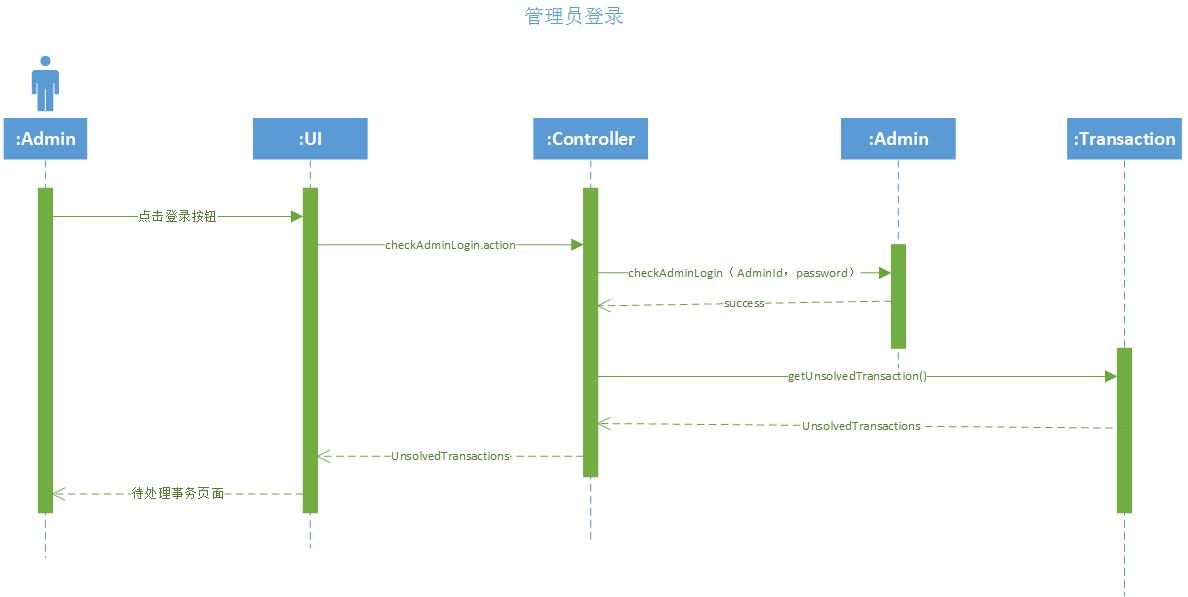 管理员登录
:Admin
:UI
:Controller
:Admin
:Transaction
点击登录按钮
checkAdminLogin.action
checkAdminLogin（AdminId，password）
success
getUnsolvedTransaction()
UnsolvedTransactions
UnsolvedTransactions
待处理事务页面